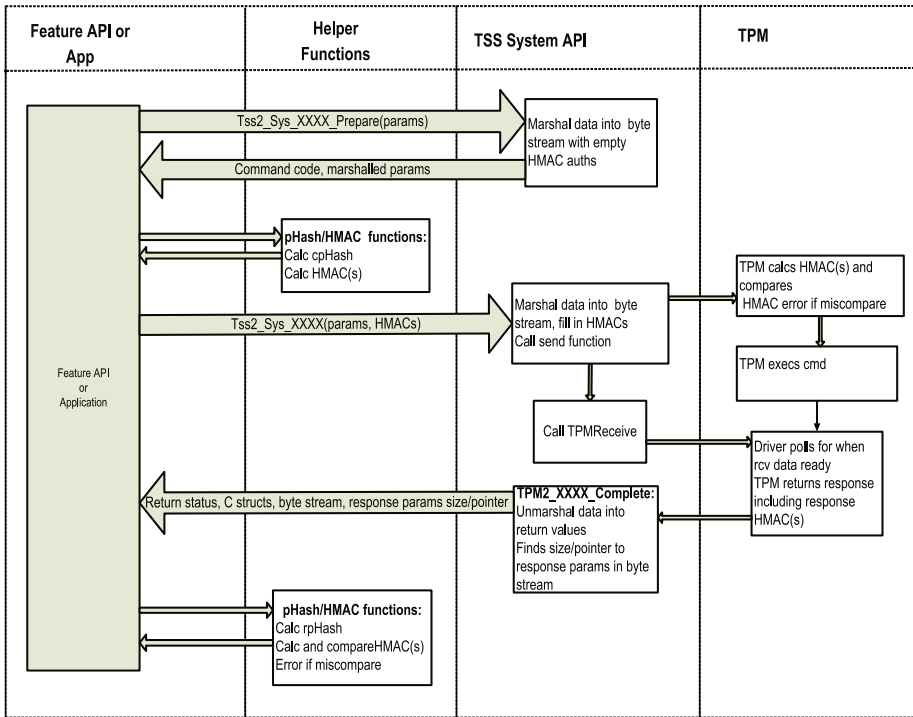 Feature API or
App
Helper
Functions
TSS System API
TPM
Tss2_Sys_XXXX_Prepare(params)
Marshal data into byte
stream with empty
HMAC auths
Command code, marshalled params
pHash/HMAC functions:
Calc cpHash
Calc HMAC(s)
TPM calcs HMAC(s) and
compares
HMAC error if miscompare
Tss2_Sys_XXXX(params, HMACs)
Marshal data into byte
stream, fill in HMACs
Call send function
Feature API
or
Application
TPM execs cmd
Call TPMReceive
Driver polls for when
rcv data ready
TPM returns response
including response
HMAC(s)
Return status, C structs, byte stream, response params size/pointer
TPM2_XXXX_Complete:
Unmarshal data into
return values
Finds size/pointer to
response params in byte
stream
pHash/HMAC functions:
Calc rpHash
Calc and compareHMAC(s)
Error if miscompare